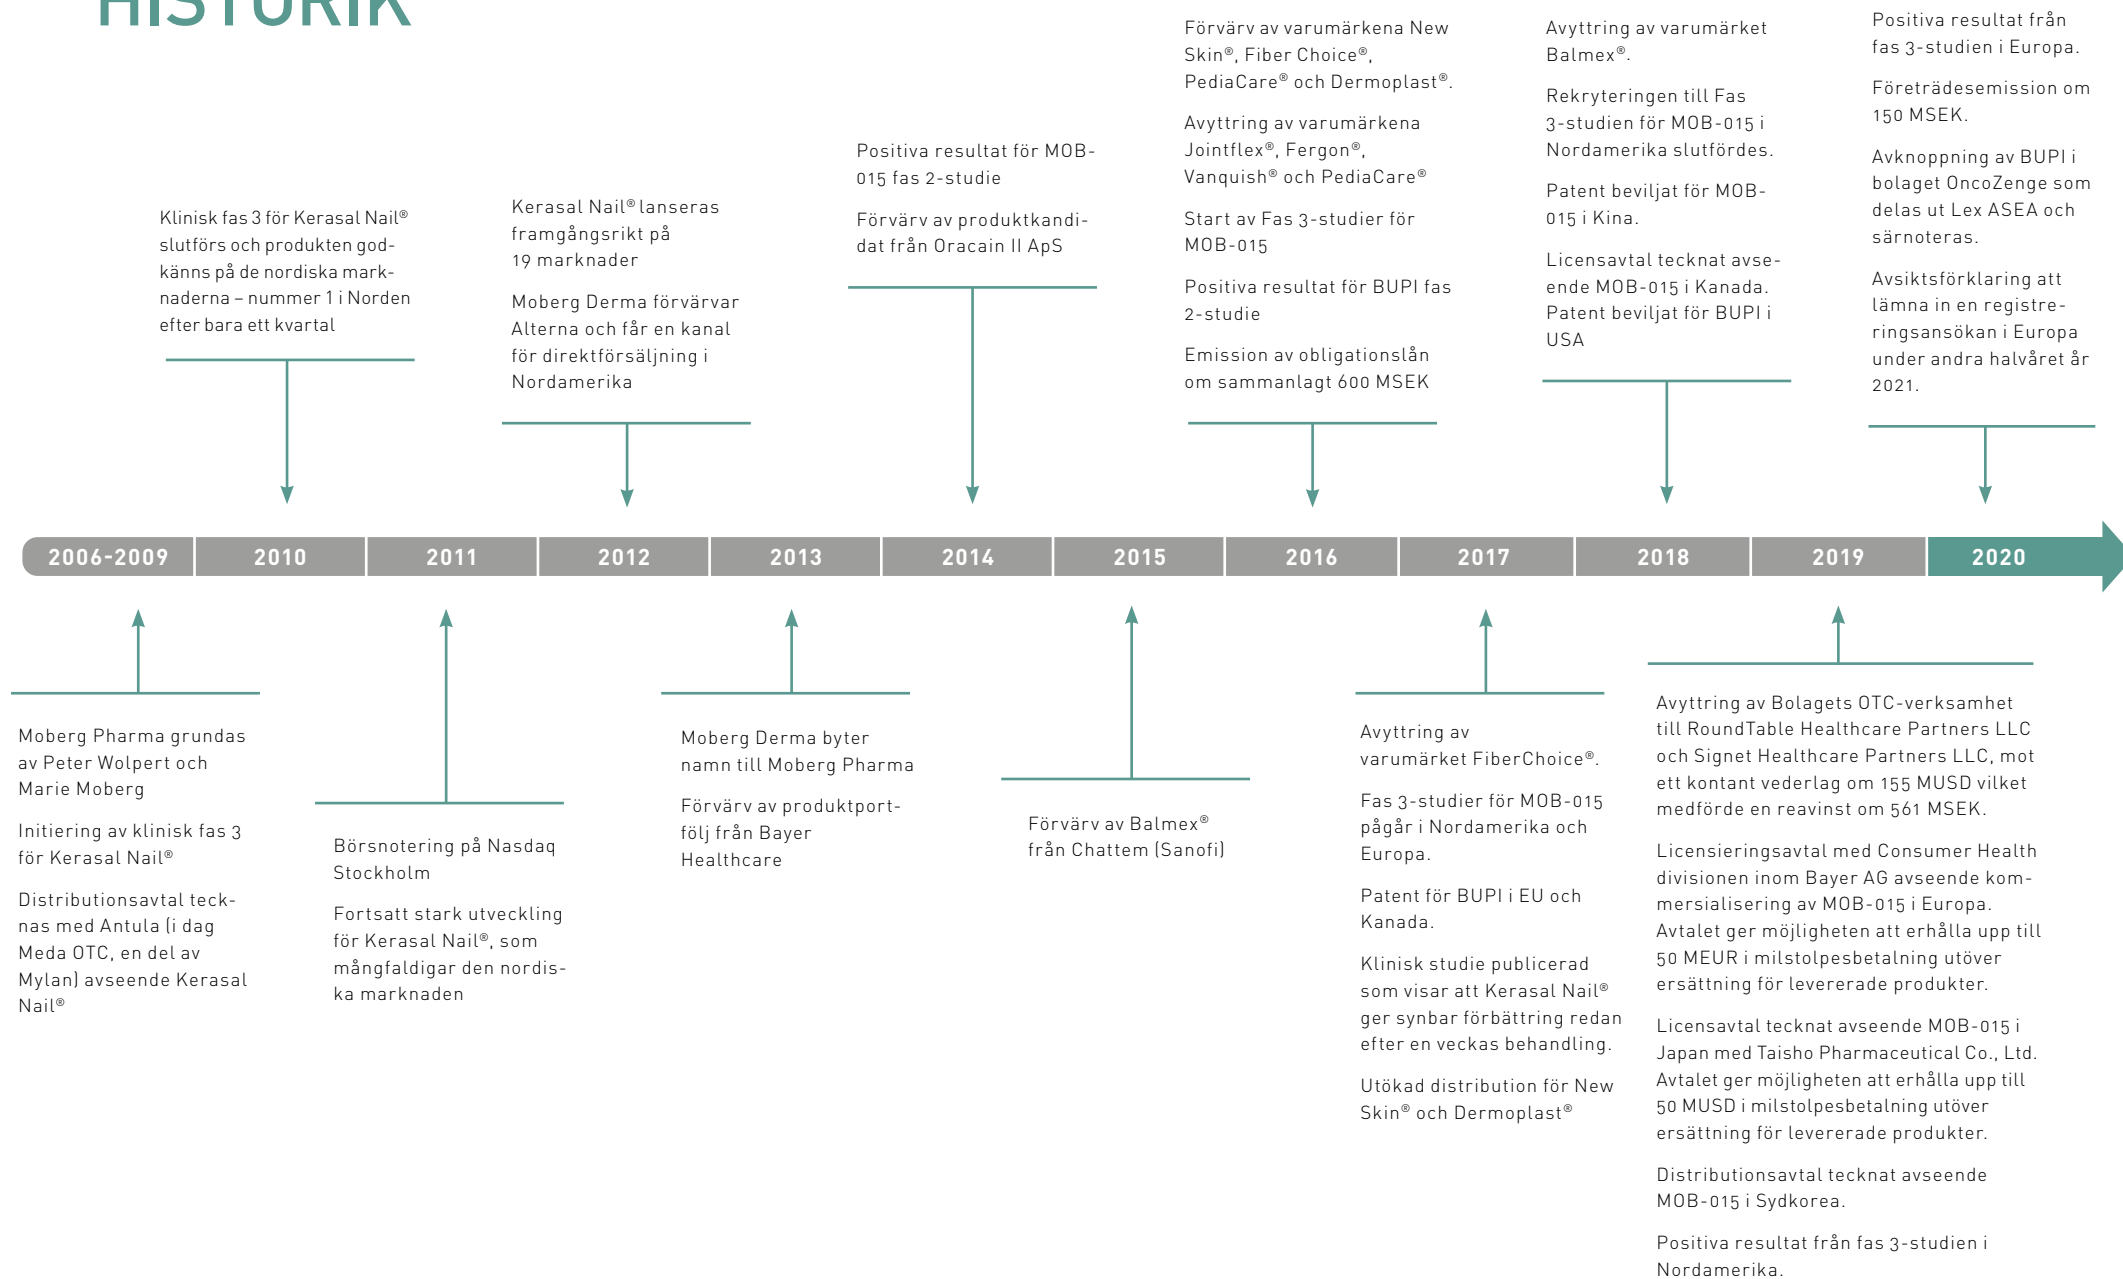 HISTORIK
Klinisk fas 3 för Kerasal Nail®
slutförs och produkten god-
känns på de nordiska mark-
naderna – nummer 1 i Norden
efter bara ett kvartal
Kerasal Nail® lanseras
framgångsrikt på
19 marknader
Moberg Derma förvärvar
Alterna och får en kanal
för direktförsäljning i
Nordamerika
Positiva resultat för MOB-
015 fas 2-studie
Förvärv av produktkandi-
dat från Oracain II ApS
Förvärv av varumärkena New
Skin®, Fiber Choice®,
PediaCare® och Dermoplast®.
Avyttring av varumärkena
Jointflex®, Fergon®,
Vanquish® och PediaCare®
Start av Fas 3-studier för
MOB-015
Positiva resultat för BUPI fas
2-studie
Emission av obligationslån
om sammanlagt 600 MSEK
Avyttring av varumärket
Balmex®.
Rekryteringen till Fas
3-studien för MOB-015 i
Nordamerika slutfördes.
Patent beviljat för MOB-
015 i Kina.
Licensavtal tecknat avse-
ende MOB-015 i Kanada.
Patent beviljat för BUPI i
USA
Positiva resultat från
fas 3-studien i Europa.
Företrädesemission om
150 MSEK.
Avknoppning av BUPI i
bolaget OncoZenge som
delas ut Lex ASEA och
särnoteras.
Avsiktsförklaring att
lämna in en registre-
ringsansökan i Europa
under andra halvåret år
2021.
2006-2009
2010
2011
2012
2013
2014
2015
2016
2017
2018
2019
2020
Moberg Pharma grundas
av Peter Wolpert och
Marie Moberg
Initiering av klinisk fas 3
för Kerasal Nail®
Distributionsavtal teck-
nas med Antula (i dag
Meda OTC, en del av
Mylan) avseende Kerasal
Nail®
Börsnotering på Nasdaq
Stockholm
Fortsatt stark utveckling
för Kerasal Nail®, som
mångfaldigar den nordis-
ka marknaden
Moberg Derma byter
namn till Moberg Pharma
Förvärv av produktport-
följ från Bayer
Healthcare
Förvärv av Balmex®
från Chattem (Sanofi)
Avyttring av
varumärket FiberChoice®.
Fas 3-studier för MOB-015
pågår i Nordamerika och
Europa.
Patent för BUPI i EU och
Kanada.
Klinisk studie publicerad
som visar att Kerasal Nail®
ger synbar förbättring redan
efter en veckas behandling.
Utökad distribution för New
Skin® och Dermoplast®
Avyttring av Bolagets OTC-verksamhet
till RoundTable Healthcare Partners LLC
och Signet Healthcare Partners LLC, mot
ett kontant vederlag om 155 MUSD vilket
medförde en reavinst om 561 MSEK.
Licensieringsavtal med Consumer Health
divisionen inom Bayer AG avseende kom-
mersialisering av MOB-015 i Europa.
Avtalet ger möjligheten att erhålla upp till
50 MEUR i milstolpesbetalning utöver
ersättning för levererade produkter.
Licensavtal tecknat avseende MOB-015 i
Japan med Taisho Pharmaceutical Co., Ltd.
Avtalet ger möjligheten att erhålla upp till
50 MUSD i milstolpesbetalning utöver
ersättning för levererade produkter.
Distributionsavtal tecknat avseende
MOB-015 i Sydkorea.
Positiva resultat från fas 3-studien i
Nordamerika.